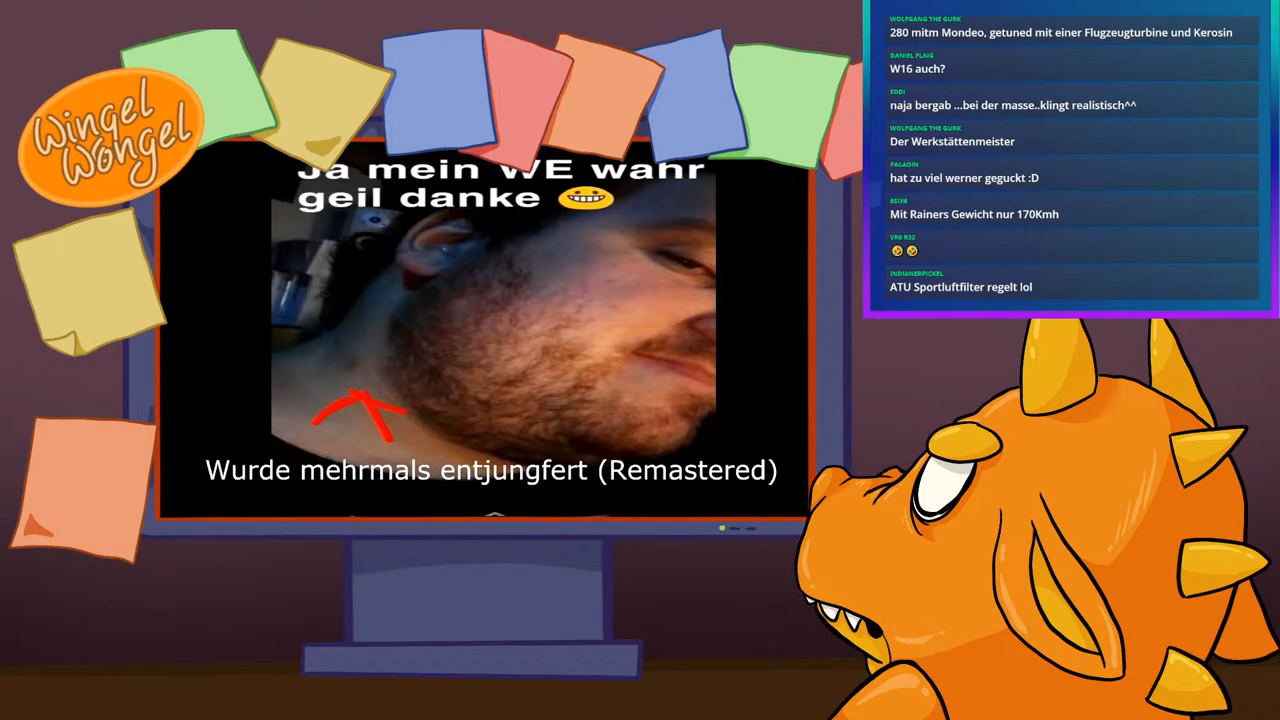 Wingel
Wongel
Ja mein WE wahr
geil danke 😁
Wurde mehrmals entjungfert (Remastered)
WOLFGANG THE GURK
280 mitm Mondeo, getuned mit einer Flugzeugturbine und Kerosin
DANIEL PLAIG
W16 auch?
EDDI
naja bergab ...bei der masse..klingt realistisch^^
WOLFGANG THE GURK
Der Werkstättenmeister
PALADIN
hat zu viel werner geguckt :D
6SIX6
Mit Rainers Gewicht nur 170Kmh
VR6 R32
🤣 🤣
INDIANERPICKEL
ATU Sportluftfilter regelt lol